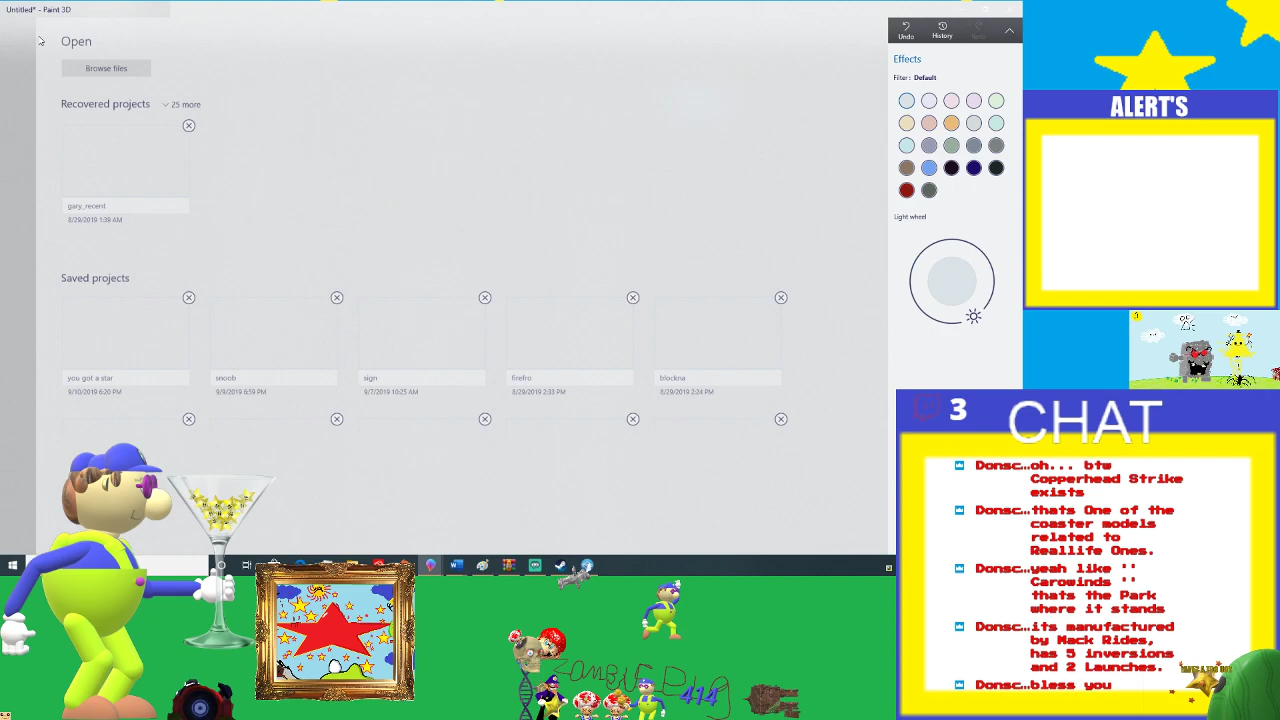 Untitled* - Paint 3D
Open
Browse files
Recovered projects
25 more
gary_recent
8/29/2019 1:39 AM
Saved projects
you got a star
9/10/2019 6:20 PM
snoob
9/9/2019 6:59 PM
sign
9/7/2019 10:25 AM
firefro
8/29/2019 2:33 PM
blockna
8/29/2019 2:24 PM
Undo
History
Redo
Effects
Filter: Default
Light wheel
ALERT'S
3
CHAT
Donsc…oh... btw
Copperhead Strike
exists
Donsc…thats One of the
coaster models
related to
Reallife Ones.
Donsc…yeah like ''
Carowinds ''
thats the Park
where it stands
Donsc…its manufactured
by Mack Rides,
has 5 inversions
and 2 Launches.
Donsc…bless you
ZOMBIE Pig
414